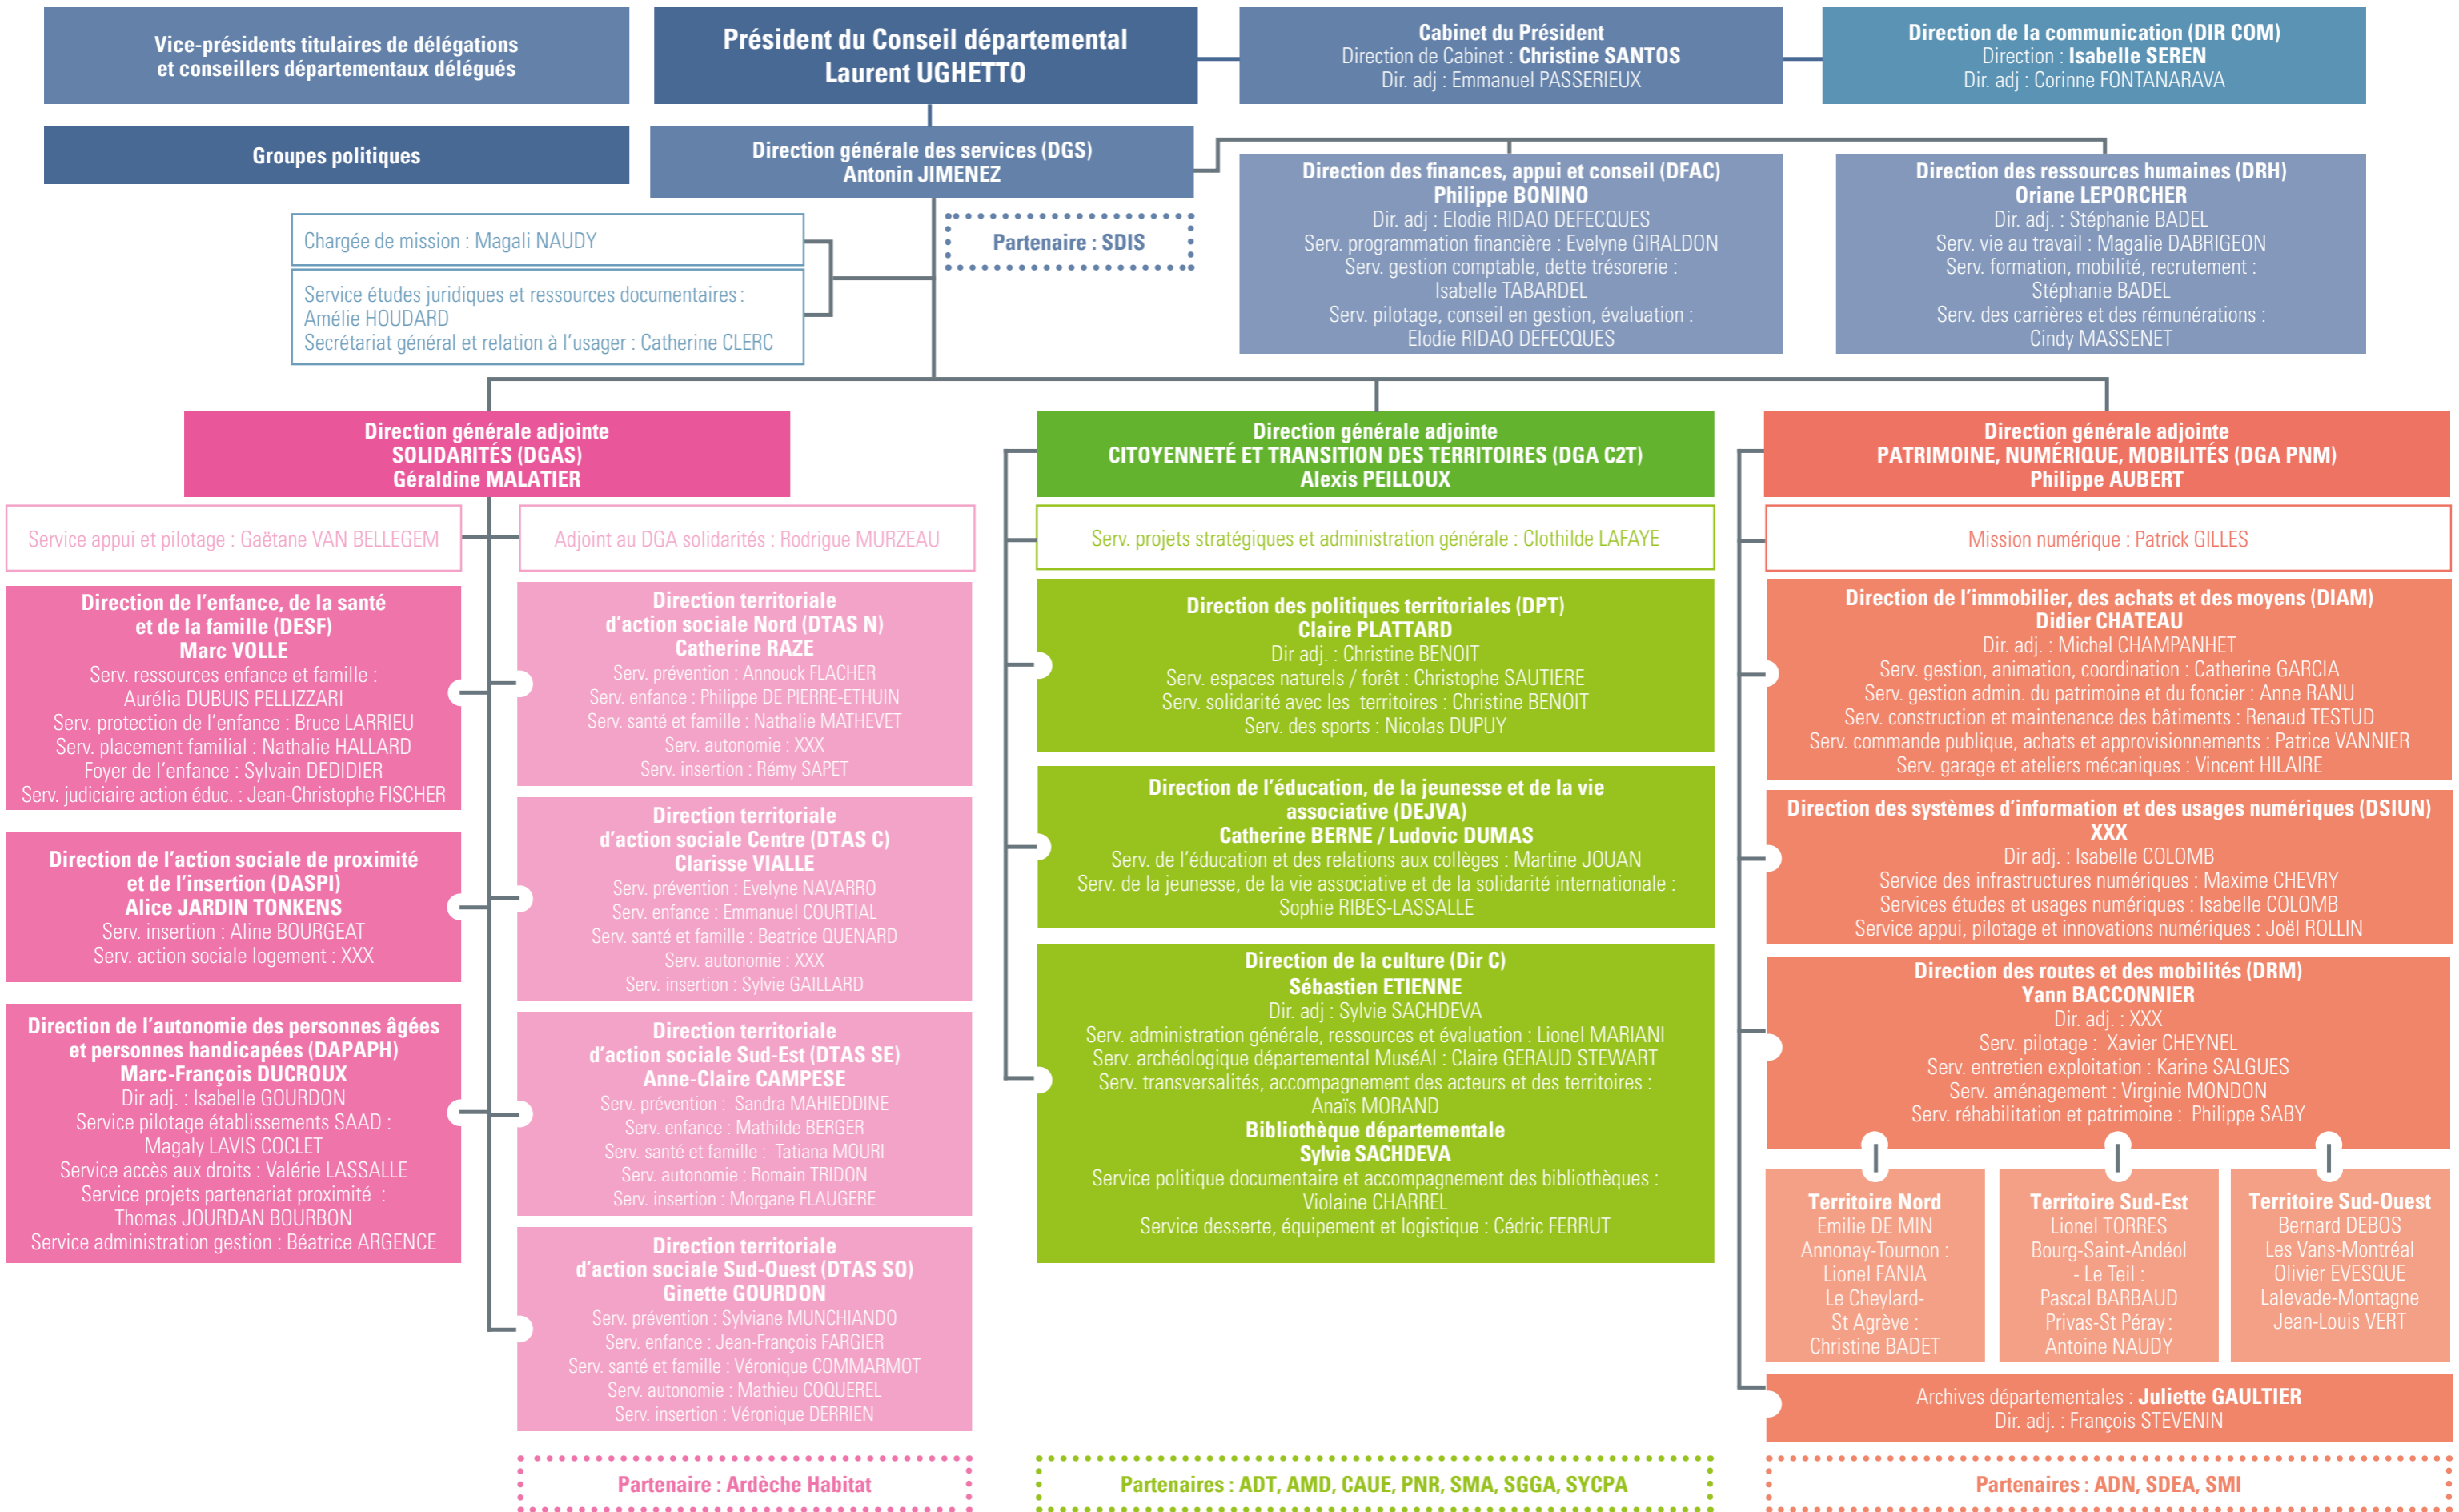 Vice-présidents titulaires de délégations
et conseillers départementaux délégués
Président du Conseil départemental
Laurent UGHETTO
Cabinet du Président
Direction de Cabinet : Christine SANTOS
Dir. adj : Emmanuel PASSERIEUX
Direction de la communication (DIR COM)
Direction : Isabelle SEREN
Dir. adj : Corinne FONTANARAVA
Groupes politiques
Direction générale des services (DGS)
Antonin JIMENEZ
Direction des finances, appui et conseil (DFAC)
Philippe BONINO
Dir. adj : Elodie RIDAO DEFECQUES
Serv. programmation financière : Evelyne GIRALDON
Serv. gestion comptable, dette trésorerie :
Isabelle TABARDEL
Serv. pilotage, conseil en gestion, évaluation :
Elodie RIDAO DEFECQUES
Direction des ressources humaines (DRH)
Oriane LEPORCHER
Dir. adj. : Stéphanie BADEL
Serv. vie au travail : Magalie DABRIGEON
Serv. formation, mobilité, recrutement :
Stéphanie BADEL
Serv. des carrières et des rémunérations :
Cindy MASSENET
Chargée de mission : Magali NAUDY
Partenaire : SDIS
Service études juridiques et ressources documentaires :
Amélie HOUDARD
Secrétariat général et relation à l'usager : Catherine CLERC
Direction générale adjointe
SOLIDARITÉS (DGAS)
Géraldine MALATIER
Service appui et pilotage : Gaëtane VAN BELLEGEM
Adjoint au DGA solidarités : Rodrigue MURZEAU
Direction de l'enfance, de la santé
et de la famille (DESF)
Marc VOLLE
Serv. ressources enfance et famille :
Aurélia DUBUIS PELLIZZARI
Serv. protection de l'enfance : Bruce LARRIEU
Serv. placement familial : Nathalie HALLARD
Foyer de l'enfance : Sylvain DEDIDIER
Serv. judiciaire action éduc. : Jean-Christophe FISCHER
Direction de l'action sociale de proximité
et de l'insertion (DASPI)
Alice JARDIN TONKENS
Serv. insertion : Aline BOURGEAT
Serv. action sociale logement : XXX
Direction de l'autonomie des personnes âgées
et personnes handicapées (DAPAPH)
Marc-François DUCROUX
Dir adj. : Isabelle GOURDON
Service pilotage établissements SAAD :
Magaly LAVIS COCLET
Service accès aux droits : Valérie LASSALLE
Service projets partenariat proximité :
Thomas JOURDAN BOURBON
Service administration gestion : Béatrice ARGENCE
Direction territoriale
d'action sociale Nord (DTAS N)
Catherine RAZE
Serv. prévention : Annouck FLACHER
Serv. enfance : Philippe DE PIERRE-ETHUIN
Serv. santé et famille : Nathalie MATHEVET
Serv. autonomie : XXX
Serv. insertion : Rémy SAPET
Direction territoriale
d'action sociale Centre (DTAS C)
Clarisse VIALLE
Serv. prévention : Evelyne NAVARRO
Serv. enfance : Emmanuel COURTIAL
Serv. santé et famille : Beatrice QUENARD
Serv. autonomie : XXX
Serv. insertion : Sylvie GAILLARD
Direction territoriale
d'action sociale Sud-Est (DTAS SE)
Anne-Claire CAMPESE
Serv. prévention : Sandra MAHIEDDINE
Serv. enfance : Mathilde BERGER
Serv. santé et famille : Tatiana MOURI
Serv. autonomie : Romain TRIDON
Serv. insertion : Morgane FLAUGERE
Direction territoriale
d'action sociale Sud-Ouest (DTAS SO)
Ginette GOURDON
Serv. prévention : Sylviane MUNCHIANDO
Serv. enfance : Jean-François FARGIER
Serv. santé et famille : Véronique COMMARMOT
Serv. autonomie : Mathieu COQUEREL
Serv. insertion : Véronique DERRIEN
Partenaire : Ardèche Habitat
Direction générale adjointe
CITOYENNETÉ ET TRANSITION DES TERRITOIRES (DGA C2T)
Alexis PEILLOUX
Serv. projets stratégiques et administration générale : Clothilde LAFAYE
Direction des politiques territoriales (DPT)
Claire PLATTARD
Dir adj. : Christine BENOIT
Serv. espaces naturels / forêt : Christophe SAUTIERE
Serv. solidarité avec les territoires : Christine BENOIT
Serv. des sports : Nicolas DUPUY
Direction de l'éducation, de la jeunesse et de la vie
associative (DEJVA)
Catherine BERNE / Ludovic DUMAS
Serv. de l'éducation et des relations aux collèges : Martine JOUAN
Serv. de la jeunesse, de la vie associative et de la solidarité internationale :
Sophie RIBES-LASSALLE
Direction de la culture (Dir C)
Sébastien ETIENNE
Dir. adj : Sylvie SACHDEVA
Serv. administration générale, ressources et évaluation : Lionel MARIANI
Serv. archéologique départemental MuséAl : Claire GERAUD STEWART
Serv. transversalités, accompagnement des acteurs et des territoires :
Anaïs MORAND
Bibliothèque départementale
Sylvie SACHDEVA
Service politique documentaire et accompagnement des bibliothèques :
Violaine CHARREL
Service desserte, équipement et logistique : Cédric FERRUT
Partenaires : ADT, AMD, CAUE, PNR, SMA, SGGA, SYCPA
Direction générale adjointe
PATRIMOINE, NUMÉRIQUE, MOBILITÉS (DGA PNM)
Philippe AUBERT
Mission numérique : Patrick GILLES
Direction de l'immobilier, des achats et des moyens (DIAM)
Didier CHATEAU
Dir. adj. : Michel CHAMPANHET
Serv. gestion, animation, coordination : Catherine GARCIA
Serv. gestion admin. du patrimoine et du foncier : Anne RANU
Serv. construction et maintenance des bâtiments : Renaud TESTUD
Serv. commande publique, achats et approvisionnements : Patrice VANNIER
Serv. garage et ateliers mécaniques : Vincent HILAIRE
Direction des systèmes d'information et des usages numériques (DSIUN)
XXX
Dir adj. : Isabelle COLOMB
Service des infrastructures numériques : Maxime CHEVRY
Services études et usages numériques : Isabelle COLOMB
Service appui, pilotage et innovations numériques : Joël ROLLIN
Direction des routes et des mobilités (DRM)
Yann BACCONNIER
Dir. adj. : XXX
Serv. pilotage : Xavier CHEYNEL
Serv. entretien exploitation : Karine SALGUES
Serv. aménagement : Virginie MONDON
Serv. réhabilitation et patrimoine : Philippe SABY
Territoire Nord
Emilie DE MIN
Annonay-Tournon :
Lionel FANIA
Le Cheylard-
St Agrève :
Christine BADET
Territoire Sud-Est
Lionel TORRES
Bourg-Saint-Andéol
- Le Teil :
Pascal BARBAUD
Privas-St Péray :
Antoine NAUDY
Territoire Sud-Ouest
Bernard DEBOS
Les Vans-Montréal
Olivier EVESQUE
Lalevade-Montagne
Jean-Louis VERT
Archives départementales : Juliette GAULTIER
Dir. adj. : François STEVENIN
Partenaires : ADN, SDEA, SMI